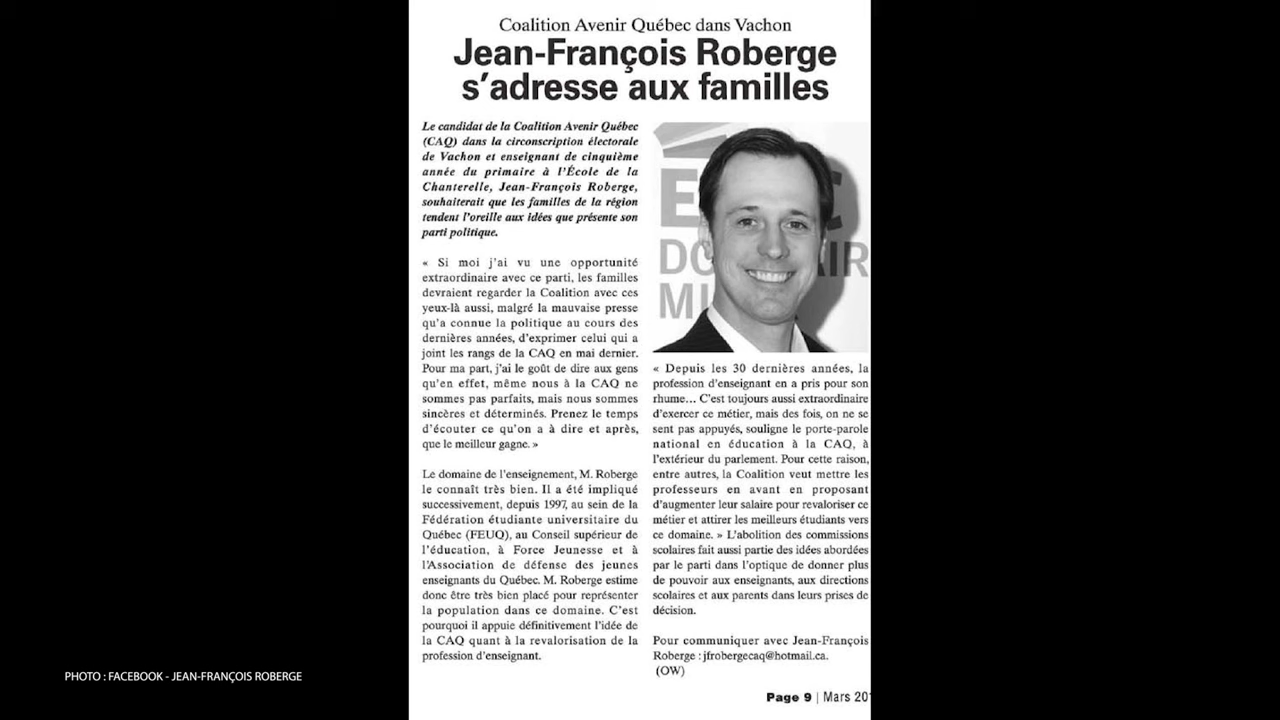 Coalition Avenir Québec dans Vachon
Jean-François Roberge
s'adresse aux familles
Le candidat de la Coalition Avenir Québec
(CAQ) dans la circonscription électorale
de Vachon et enseignant de cinquième
année du primaire à l'École de la
Chanterelle, Jean-François Roberge,
souhaiterait que les familles de la région
tendent l'oreille aux idées que présente son
parti politique.
« Si moi j'ai vu une opportunité
extraordinaire avec ce parti, les familles
devraient regarder la Coalition avec ces
yeux-là aussi, malgré la mauvaise presse
qu'a connue la politique au cours des
dernières années, d'exprimer celui qui a
joint les rangs de la CAQ en mai dernier.
Pour ma part, j'ai le goût de dire aux gens
qu'en effet, même nous à la CAQ ne
sommes pas parfaits, mais nous sommes
sincères et déterminés. Prenez le temps
d'écouter ce qu'on a à dire et après,
que le meilleur gagne. »
Le domaine de l'enseignement, M. Roberge
le connaît très bien. Il a été impliqué
successivement, depuis 1997, au sein de la
Fédération étudiante universitaire du
Québec (FEUQ), au Conseil supérieur de
l'éducation, à Force Jeunesse et à
l'Association de défense des jeunes
enseignants du Québec. M. Roberge estime
donc être très bien placé pour représenter
la population dans ce domaine. C'est
pourquoi il appuie définitivement l'idée de
la CAQ quant à la revalorisation de la
profession d'enseignant.
« Depuis les 30 dernières années, la
profession d'enseignant en a pris pour son
rhume… C'est toujours aussi extraordinaire
d'exercer ce métier, mais des fois, on ne se
sent pas appuyés, souligne le porte-parole
national en éducation à la CAQ, à
l'extérieur du parlement. Pour cette raison,
entre autres, la Coalition veut mettre les
professeurs en avant en proposant
d'augmenter leur salaire pour revaloriser ce
métier et attirer les meilleurs étudiants vers
ce domaine. » L'abolition des commissions
scolaires fait aussi partie des idées abordées
par le parti dans l'optique de donner plus
de pouvoir aux enseignants, aux directions
scolaires et aux parents dans leurs prises de
décision.
Pour communiquer avec Jean-François
Roberge : jfrobergecaq@hotmail.ca.
(OW)
Page 9 | Mars 20
PHOTO : FACEBOOK - JEAN-FRANÇOIS ROBERGE